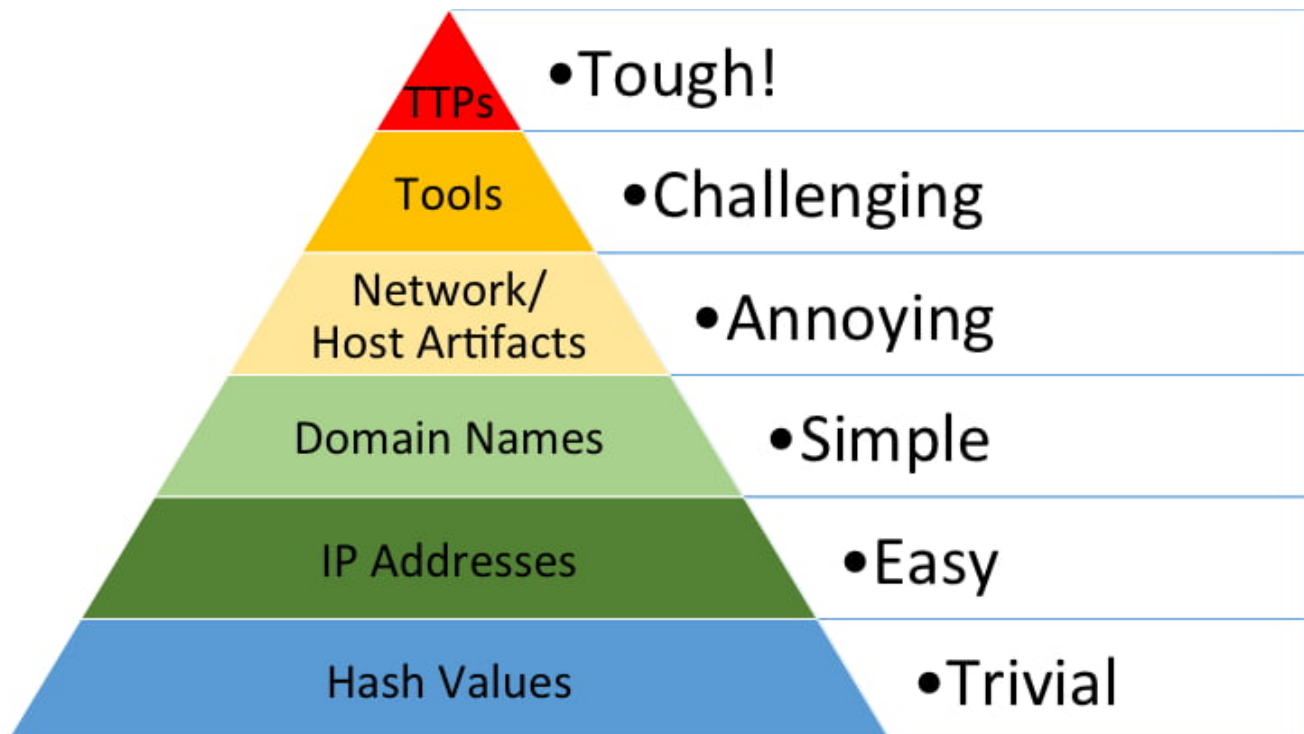 TTPs
•Tough!
Tools
•Challenging
Network/
Host Artifacts
•Annoying
Domain Names
•Simple
IP Addresses
•Easy
Hash Values
•Trivial